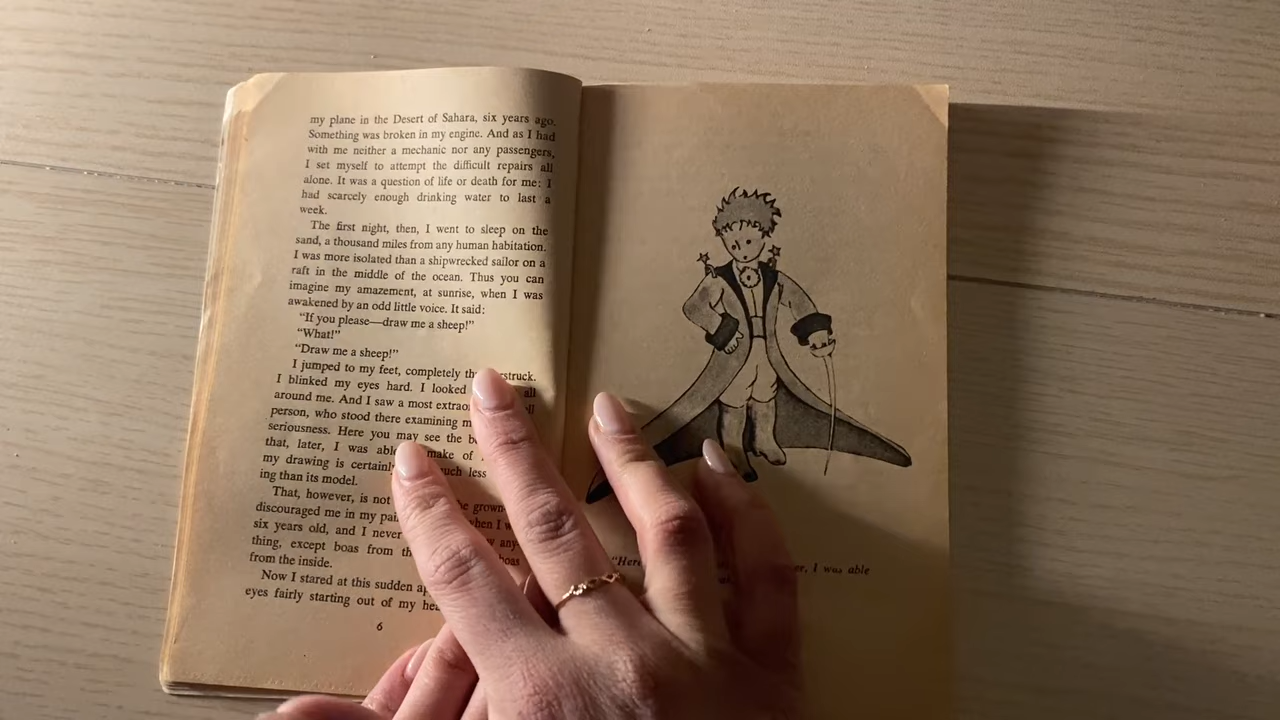 my plane in the Desert of Sahara, six years ago.
Something was broken in my engine. And as I had
with me neither a mechanic nor any passengers,
I set myself to attempt the difficult repairs all
alone. It was a question of life or death for me: I
had scarcely enough drinking water to last a
week.
The first night, then, I went to sleep on the
sand, a thousand miles from any human habitation.
I was more isolated than a shipwrecked sailor on a
raft in the middle of the ocean. Thus you can
imagine my amazement, at sunrise, when I was
awakened by an odd little voice. It said:
“If you please—draw me a sheep!”
“What!”
“Draw me a sheep!”
I jumped to my feet, completely
I blinked my eyes hard. I looked all
around me. And I saw a most
person, who stood there examining
seriousness. Here you may see the
that, later, I was make of
my drawing is much less
ing than its model.
That, however, is not
discouraged me in my
six years old, and I never
thing, except boas from boas
from the inside.
Now I stared at this sudden
eyes fairly starting out of my
6
I was able